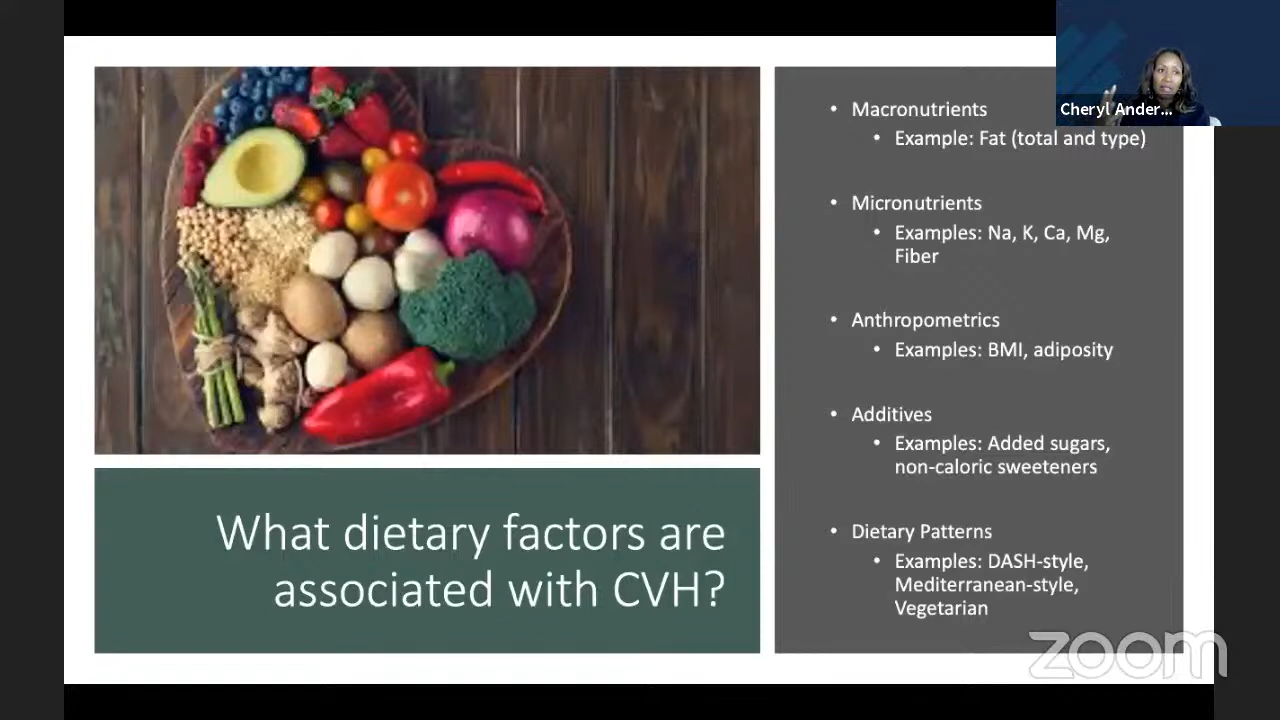 Cheryl Ander...
• Macronutrients
• Example: Fat (total and type)
• Micronutrients
• Examples: Na, K, Ca, Mg,
Fiber
• Anthropometrics
• Examples: BMI, adiposity
• Additives
• Examples: Added sugars,
non-caloric sweeteners
• Dietary Patterns
• Examples: DASH-style,
Mediterranean-style,
Vegetarian
What dietary factors are
associated with CVH?
zoom